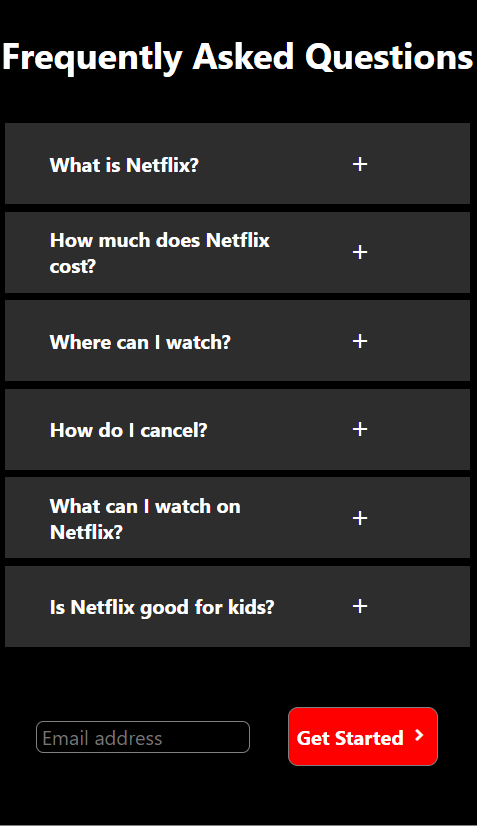 Frequently Asked Questions
What is Netflix? +
How much does Netflix
cost? +
Where can I watch? +
How do I cancel? +
What can I watch on
Netflix? +
Is Netflix good for kids? +
Email address
Get Started >